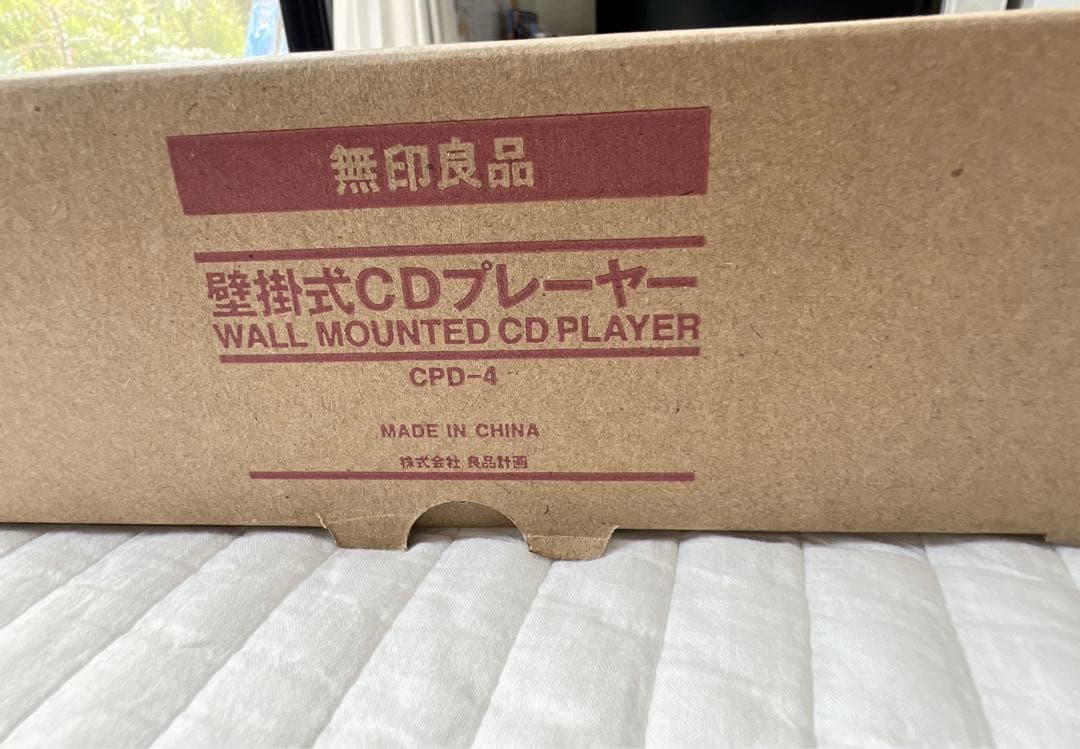 無印良品
壁掛式CDプレーヤー
WALL MOUNTED CD PLAYER
CPD-4
MADE IN CHINA
株式会社 良品計画